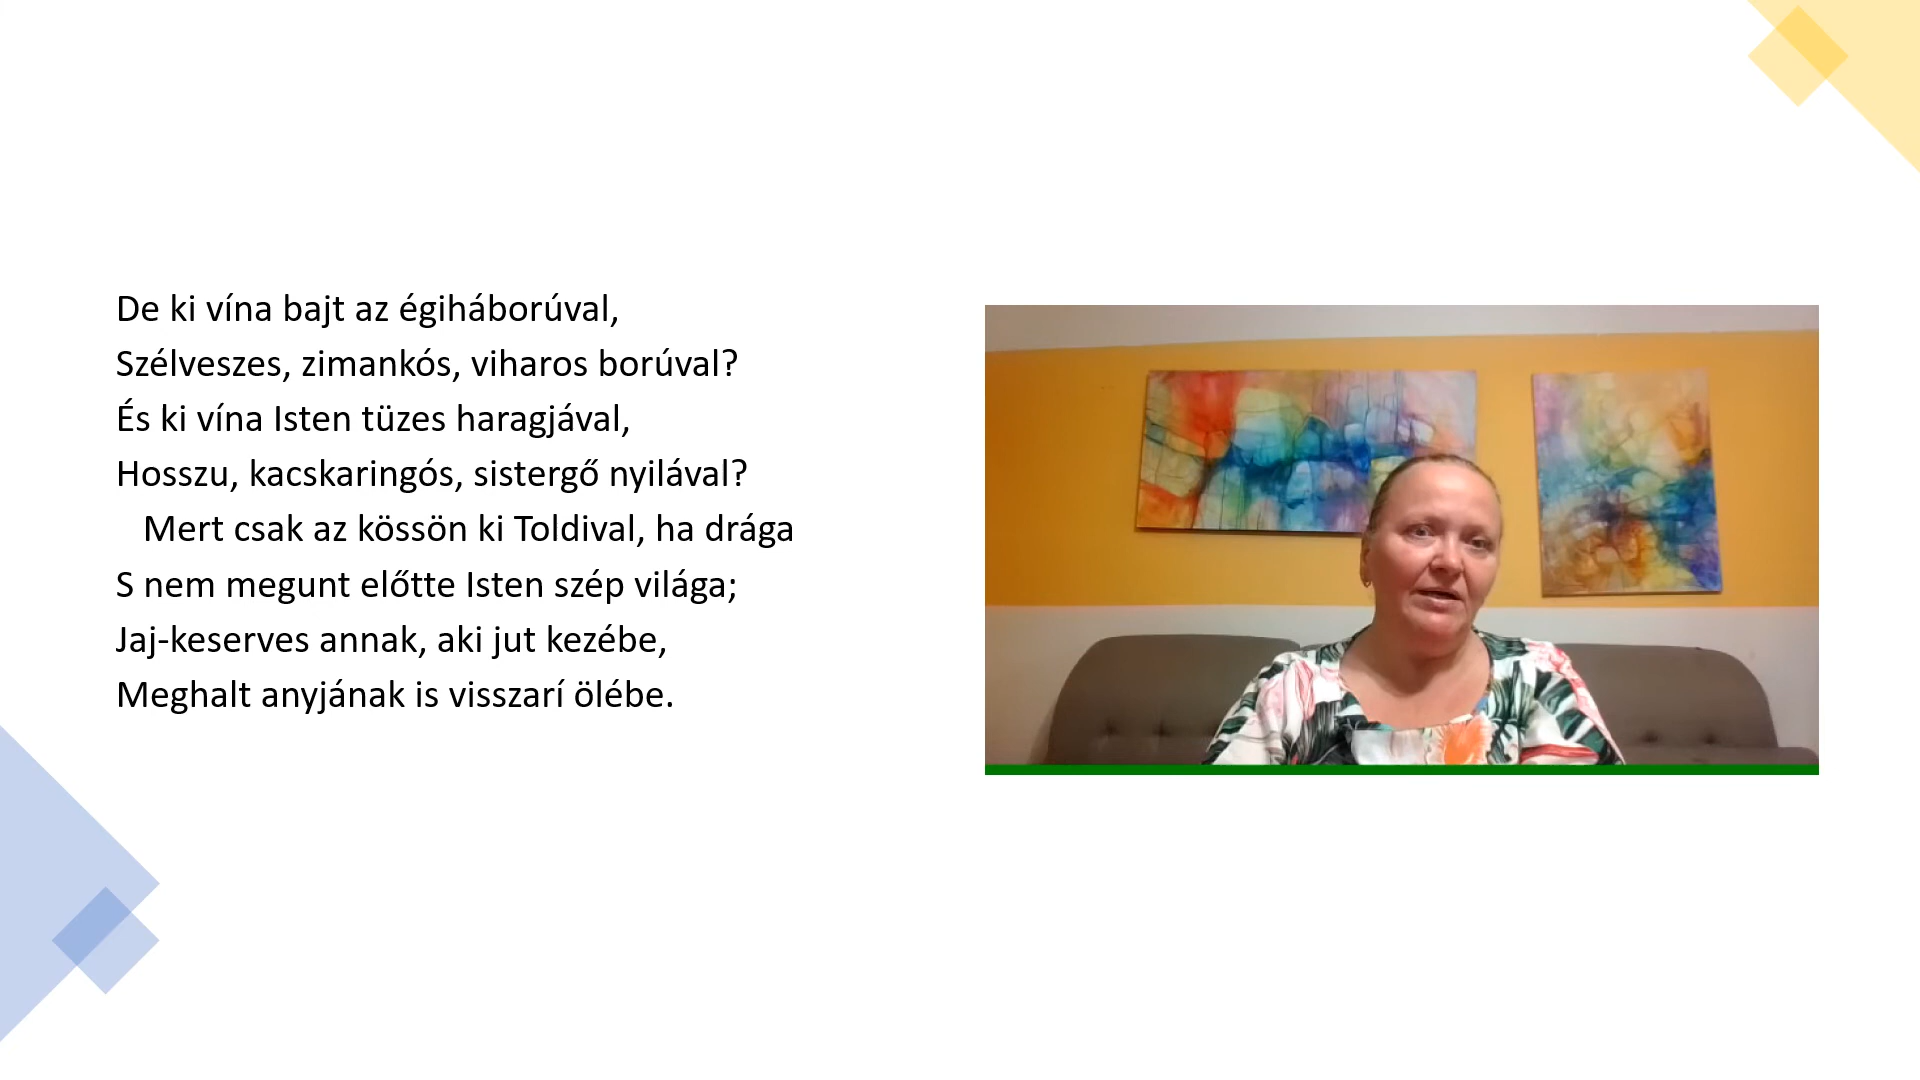 De ki vína bajt az égiháborúval,
Szélveszes, zimankós, viharos borúval?
És ki vína Isten tüzes haragjával,
Hosszu, kacskaringós, sistergő nyilával?
Mert csak az kössön ki Toldival, ha drága
S nem megunt előtte Isten szép világa;
Jaj-keserves annak, aki jut kezébe,
Meghalt anyjának is visszarí ölébe.